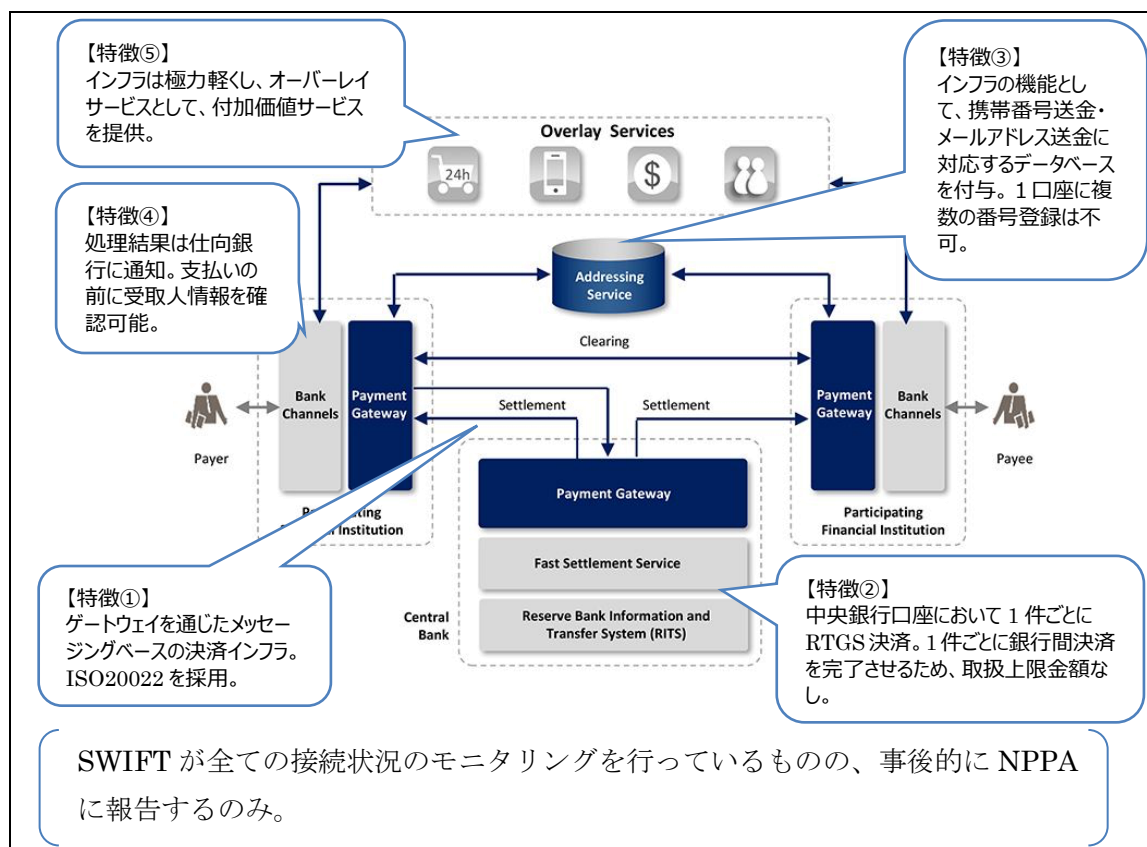 【特徴⑤】
インフラは極力軽くし、オーバーレイ
サービスとして、付加価値サービス
を提供。
【特徴③】
インフラの機能とし
て、携帯番号送金・
メールアドレス送金に
対応するデータベース
を付与。1口座に複
数の番号登録は不
可。
Overlay Services
24h
$
【特徴④】
処理結果は仕向銀
行に通知。支払いの
前に受取人情報を確
認可能。
Addressing
Service
Clearing
Bank
Channels
Payment
Gateway
Settlement
Settlement
Payment
Gateway
Bank
Channels
Payer
Payee
Payment Gateway
Participating
Financial Institution
Fast Settlement Service
Central
Bank
Reserve Bank Information and
Transfer System (RITS)
【特徴①】
ゲートウェイを通じたメッセー
ジングベースの決済インフラ。
ISO20022 を採用。
【特徴②】
中央銀行口座において 1 件ごとに
RTGS 決済。1 件ごとに銀行間決済
を完了させるため、取扱上限金額な
し。
SWIFT が全ての接続状況のモニタリングを行っているものの、事後的に NPPA
に報告するのみ。